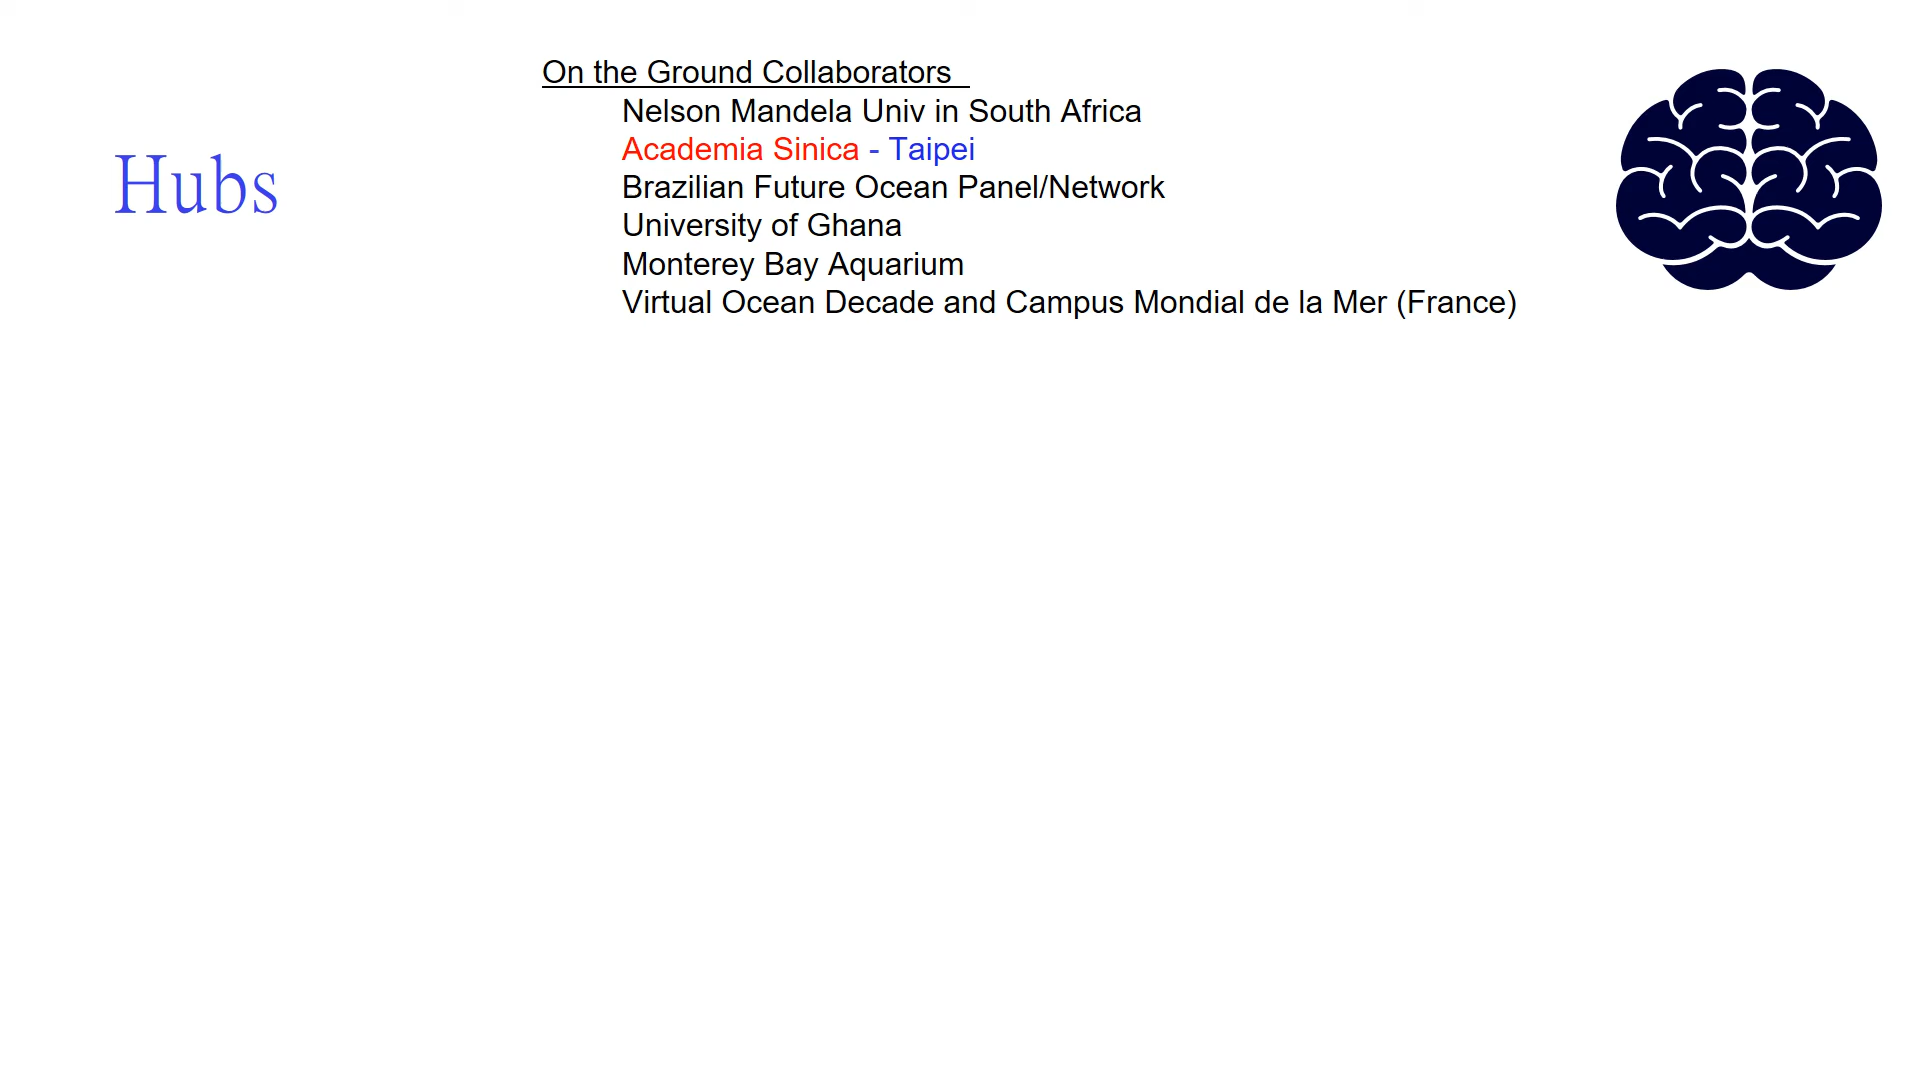 Hubs
On the Ground Collaborators
Nelson Mandela Univ in South Africa
Academia Sinica - Taipei
Brazilian Future Ocean Panel/Network
University of Ghana
Monterey Bay Aquarium
Virtual Ocean Decade and Campus Mondial de la Mer (France)